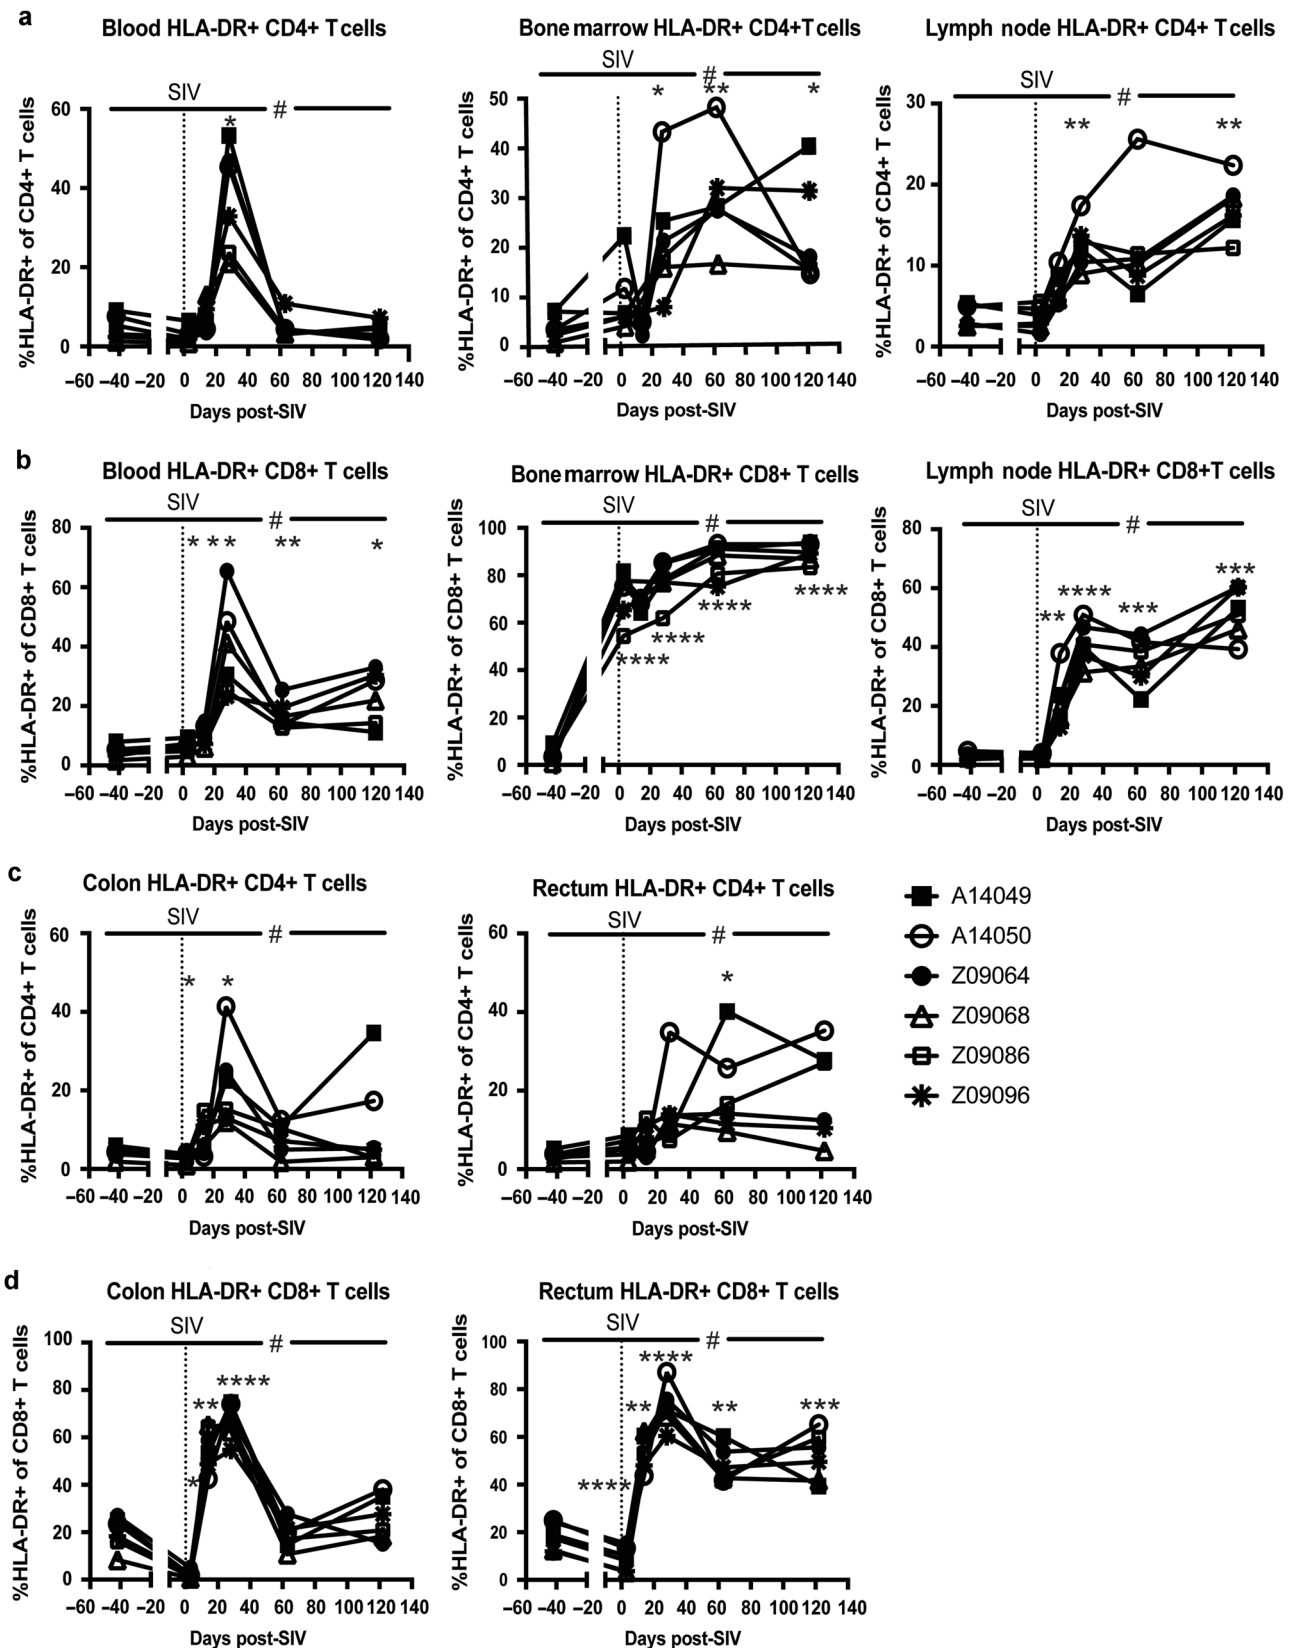 a
Blood HLA-DR+ CD4+ T cells
Bone marrow HLA-DR+ CD4+T cells
Lymph node HLA-DR+ CD4+ T cells
SIV
#
*
%HLA-DR+ of CD4+ T cells
60
40
20
0
−60 −40 −20 0 20 40 60 80 100 120 140
Days post-SIV
SIV
#
* ** *
%HLA-DR+ of CD4+ T cells
50
40
30
20
10
0
−60 −40 −20 0 20 40 60 80 100 120 140
Days post-SIV
SIV
#
** **
%HLA-DR+ of CD4+ T cells
30
20
10
0
−60 −40 −20 0 20 40 60 80 100 120 140
Days post-SIV
b
Blood HLA-DR+ CD8+ T cells
Bone marrow HLA-DR+ CD8+ T cells
Lymph node HLA-DR+ CD8+T cells
SIV
#
* ** ** *
%HLA-DR+ of CD8+ T cells
80
60
40
20
0
−60 −40 −20 0 20 40 60 80 100 120 140
Days post-SIV
SIV
#
**** **** **** ****
%HLA-DR+ of CD8+ T cells
100
80
60
40
20
0
−60 −40 −20 0 20 40 60 80 100 120 140
Days post-SIV
SIV
#
** **** *** ***
%HLA-DR+ of CD8+ T cells
80
60
40
20
0
−60 −40 −20 0 20 40 60 80 100 120 140
Days post-SIV
c
Colon HLA-DR+ CD4+ T cells
Rectum HLA-DR+ CD4+ T cells
SIV
#
* *
%HLA-DR+ of CD4+ T cells
60
40
20
0
−60 −40 −20 0 20 40 60 80 100 120 140
Days post-SIV
SIV
#
*
%HLA-DR+ of CD4+ T cells
60
40
20
0
−60 −40 −20 0 20 40 60 80 100 120 140
Days post-SIV
A14049
A14050
Z09064
Z09068
Z09086
Z09096
d
Colon HLA-DR+ CD8+ T cells
Rectum HLA-DR+ CD8+ T cells
SIV
#
* ** ****
%HLA-DR+ of CD8+ T cells
100
80
60
40
20
0
−60 −40 −20 0 20 40 60 80 100 120 140
Days post-SIV
SIV
#
**** ** **** ** ***
%HLA-DR+ of CD8+ T cells
100
80
60
40
20
0
−60 −40 −20 0 20 40 60 80 100 120 140
Days post-SIV